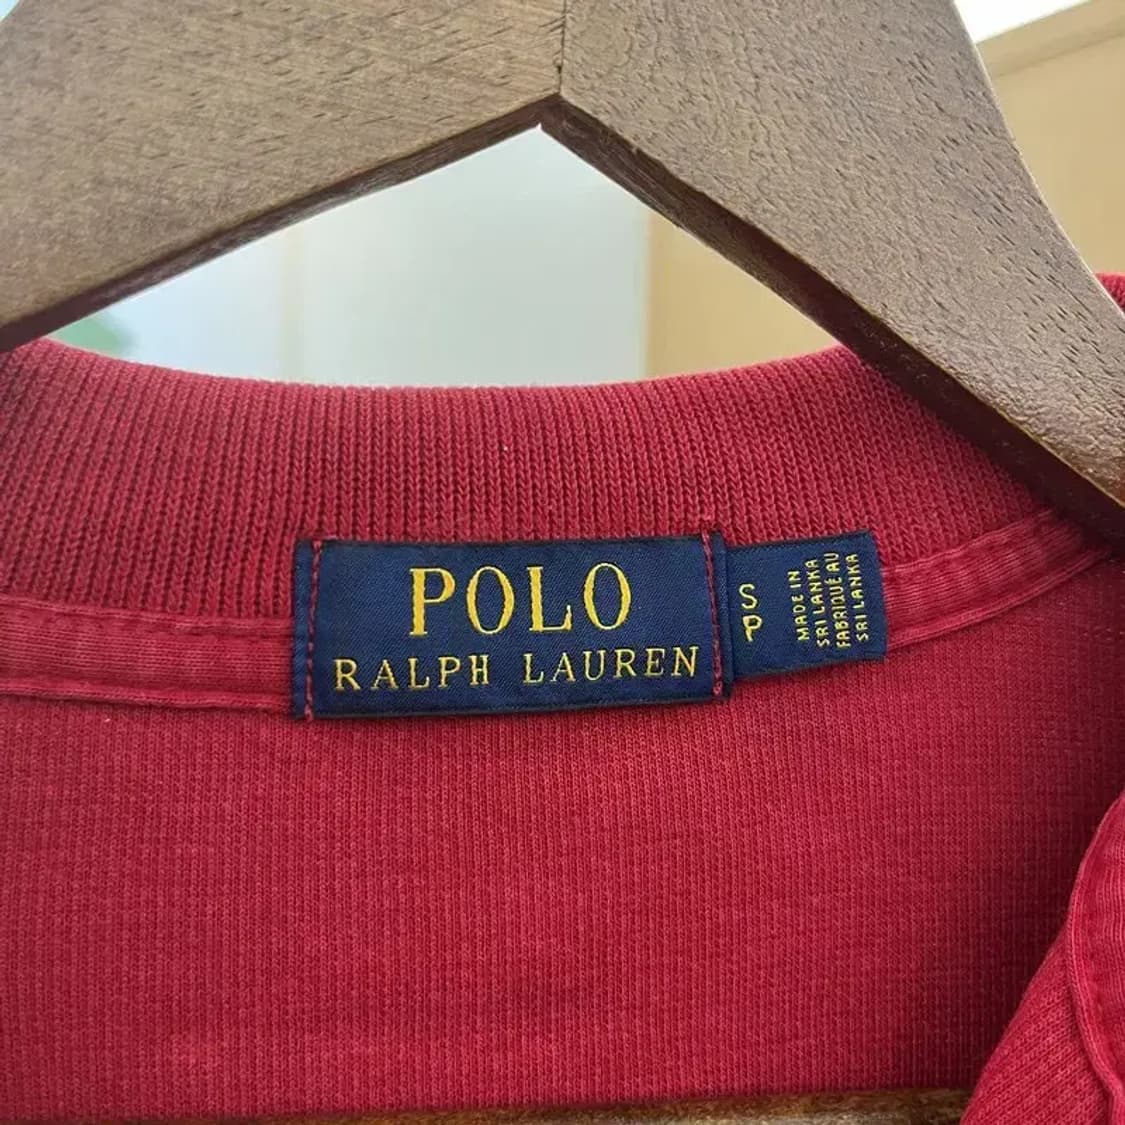 POLO
RALPH LAUREN
S
P
MADE IN
SRI LANKA
FABRIQUÉ AU
SRI LANKA